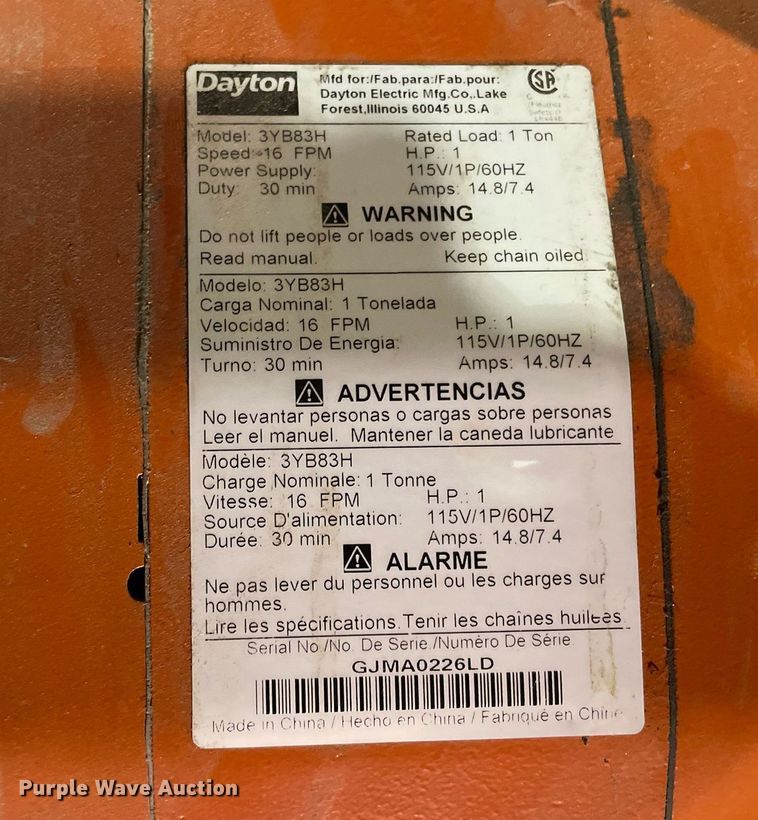 Dayton
Mfd for:/Fab.para:/Fab.pour:
Dayton Electric Mfg.Co,.Lake
Forest,Illinois 60045 U.S.A
Model: 3YB83H Rated Load: 1 Ton
Speed: 16 FPM H.P.: 1
Power Supply: 115V/1P/60HZ
Duty: 30 min Amps: 14.8/7.4
WARNING
Do not lift people or loads over people.
Read manual. Keep chain oiled.
Modelo: 3YB83H
Carga Nominal: 1 Tonelada
Velocidad: 16 FPM H.P.: 1
Suministro De Energia: 115V/1P/60HZ
Turno: 30 min Amps: 14.8/7.4
ADVERTENCIAS
No levantar personas o cargas sobre personas
Leer el manuel. Mantener la caneda lubricante
Modèle: 3YB83H
Charge Nominale: 1 Tonne
Vitesse: 16 FPM H.P.: 1
Source D'alimentation: 115V/1P/60HZ
Durée: 30 min Amps: 14.8/7.4
ALARME
Ne pas lever du personnel ou les charges sur
hommes.
Lire les spécifications.Tenir les chaînes huilées
Serial No./No. De Serie./Numéro De Série
GJMA0226LD
Made in China / Hecho en China / Fabriqué en Chine
Purple Wave Auction